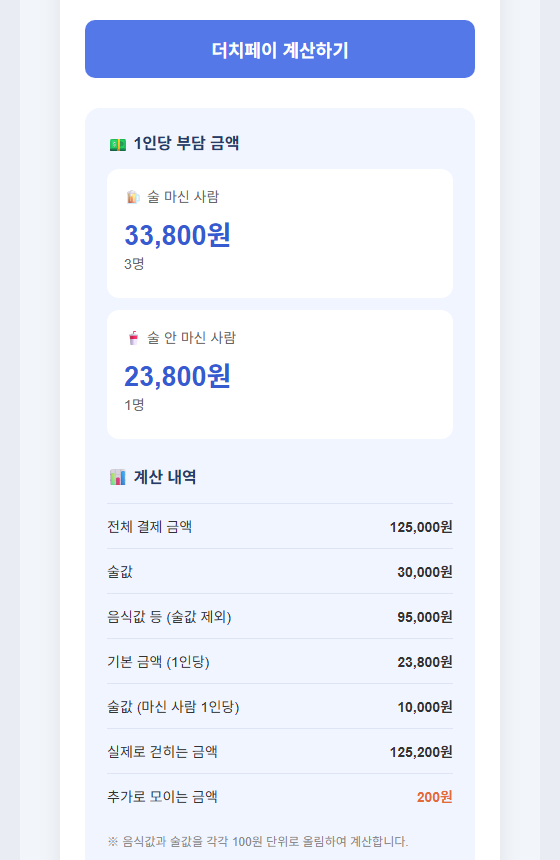 더치페이 계산하기
1인당 부담 금액
술 마신 사람
33,800원
3명
술 안 마신 사람
23,800원
1명
계산 내역
전체 결제 금액 125,000원
술값 30,000원
음식값 등 (술값 제외) 95,000원
기본 금액 (1인당) 23,800원
술값 (마신 사람 1인당) 10,000원
실제로 걷히는 금액 125,200원
추가로 모이는 금액 200원
※ 음식값과 술값을 각각 100원 단위로 올림하여 계산합니다.